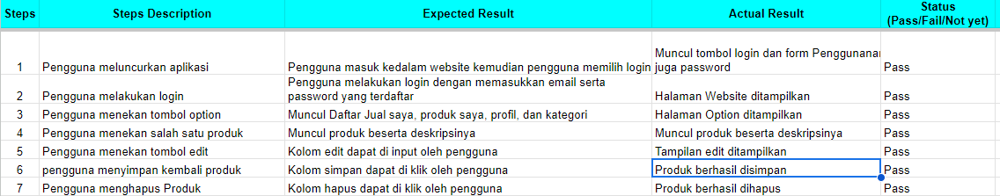 Steps Steps Description Expected Result Actual Result Status
(Pass/Fail/Not yet)
1 Pengguna meluncurkan aplikasi Pengguna masuk kedalam website kemudian pengguna memilih login Muncul tombol login dan form Penggunanan
juga password Pass
2 Pengguna melakukan login Pengguna melakukan login dengan memasukkan email serta
password yang terdaftar Halaman Website ditampilkan Pass
3 Pengguna menekan tombol option Muncul Daftar Jual saya, produk saya, profil, dan kategori Halaman Option ditampilkan Pass
4 Pengguna menekan salah satu produk Muncul produk beserta deskripsinya Muncul produk beserta deskripsinya Pass
5 Pengguna menekan tombol edit Kolom edit dapat di input oleh pengguna Tampilan edit ditampilkan Pass
6 pengguna menyimpan kembali produk Kolom simpan dapat di klik oleh pengguna Produk berhasil disimpan Pass
7 Pengguna menghapus Produk Kolom hapus dapat di klik oleh pengguna Produk berhasil dihapus Pass